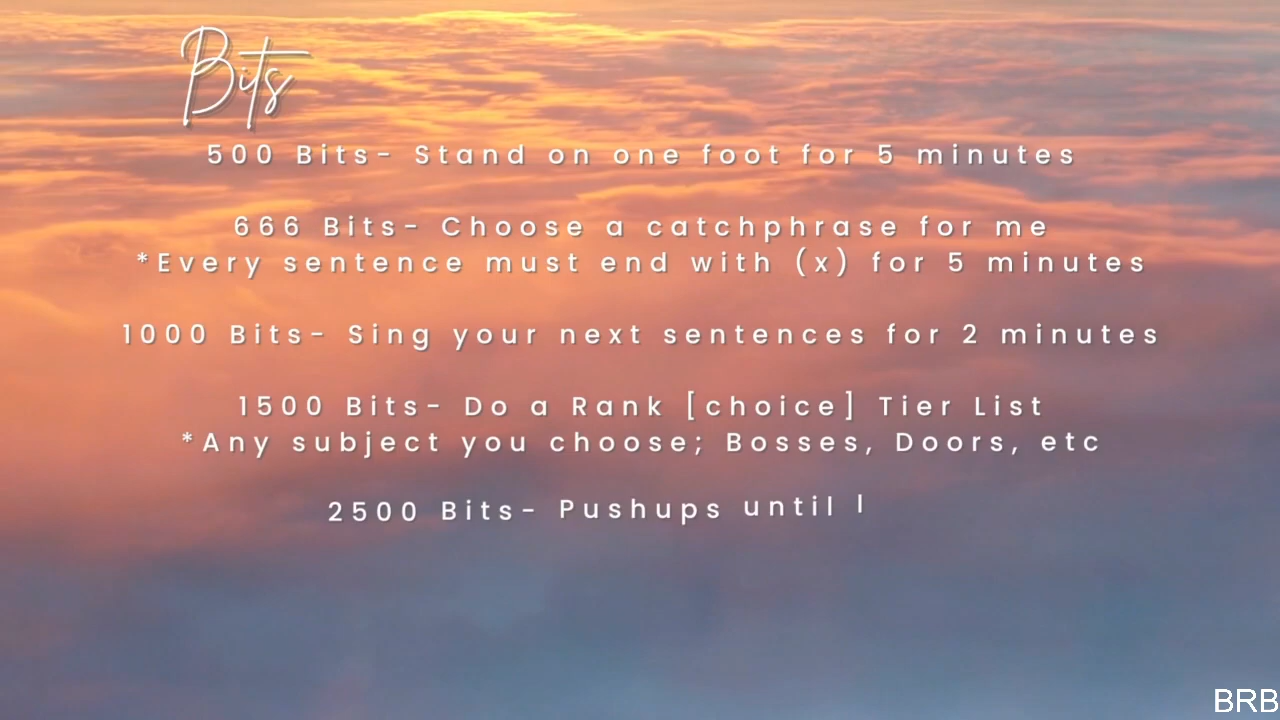 Bits
500 Bits- Stand on one foot for 5 minutes
666 Bits- Choose a catchphrase for me
*Every sentence must end with (x) for 5 minutes
1000 Bits- Sing your next sentences for 2 minutes
1500 Bits- Do a Rank [choice] Tier List
*Any subject you choose; Bosses, Doors, etc
2500 Bits- Pushups until I
BRB